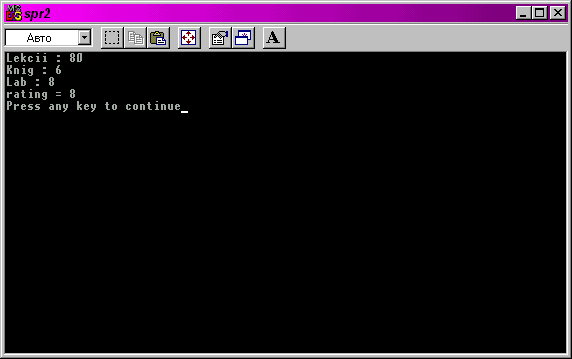 spr2
Авто
A
Lekcii : 80
Knig : 6
Lab : 8
rating = 8
Press any key to continue_